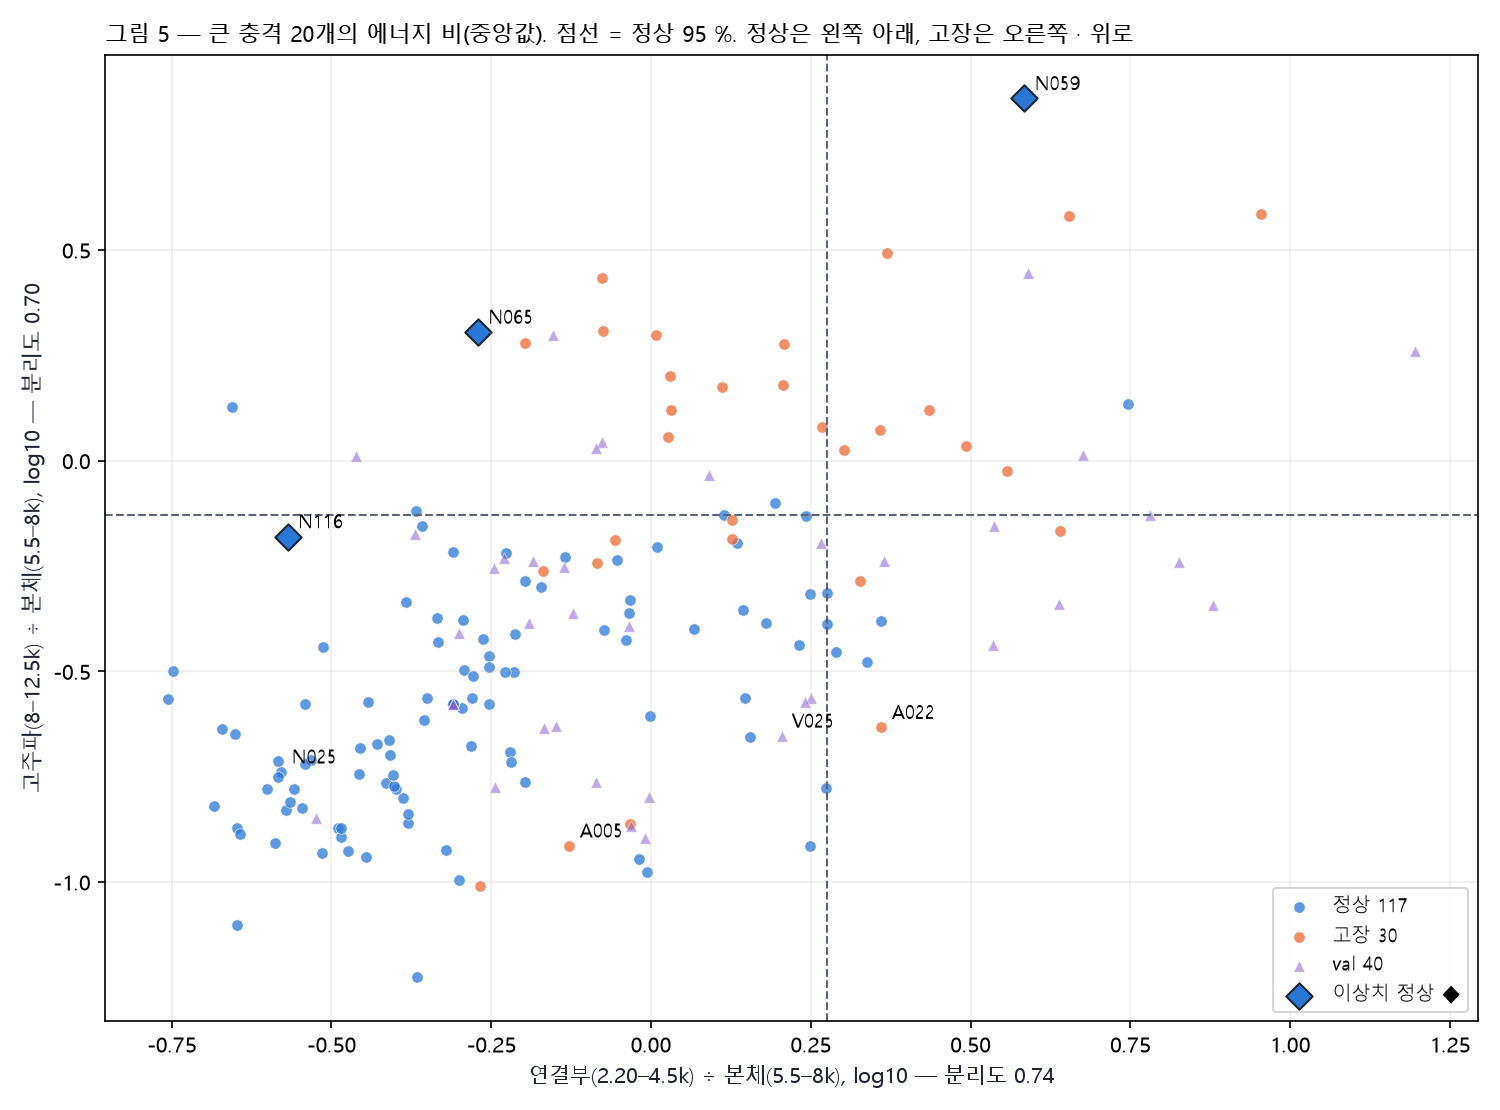 그림 5 — 큰 충격 20개의 에너지 비(중앙값). 점선 = 정상 95 %. 정상은 왼쪽 아래, 고장은 오른쪽 · 위로
고주파(8–12.5k) ÷ 본체(5.5–8k), log10 — 분리도 0.70
0.5
0.0
-0.5
-1.0
N059
N065
N116
N025
V025
A022
A005
정상 117
고장 30
val 40
이상치 정상 ◆
-0.75 -0.50 -0.25 0.00 0.25 0.50 0.75 1.00 1.25
연결부(2.20–4.5k) ÷ 본체(5.5–8k), log10 — 분리도 0.74